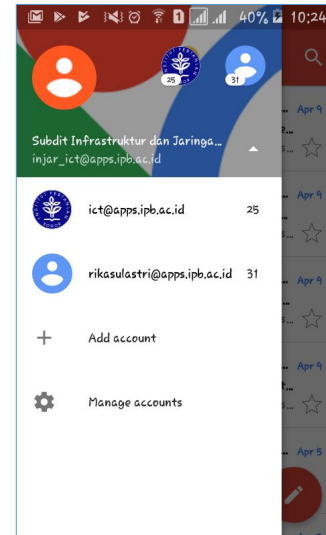 1 40% 10:24
25 31
Subdit Infrastruktur dan Jaringa...
injar_ict@apps.ipb.ac.id
ict@apps.ipb.ac.id 25
rikasulastri@apps.ipb.ac.id 31
Add account
Manage accounts
Apr 9
Apr 9
Apr 9
Apr 9
Apr 5